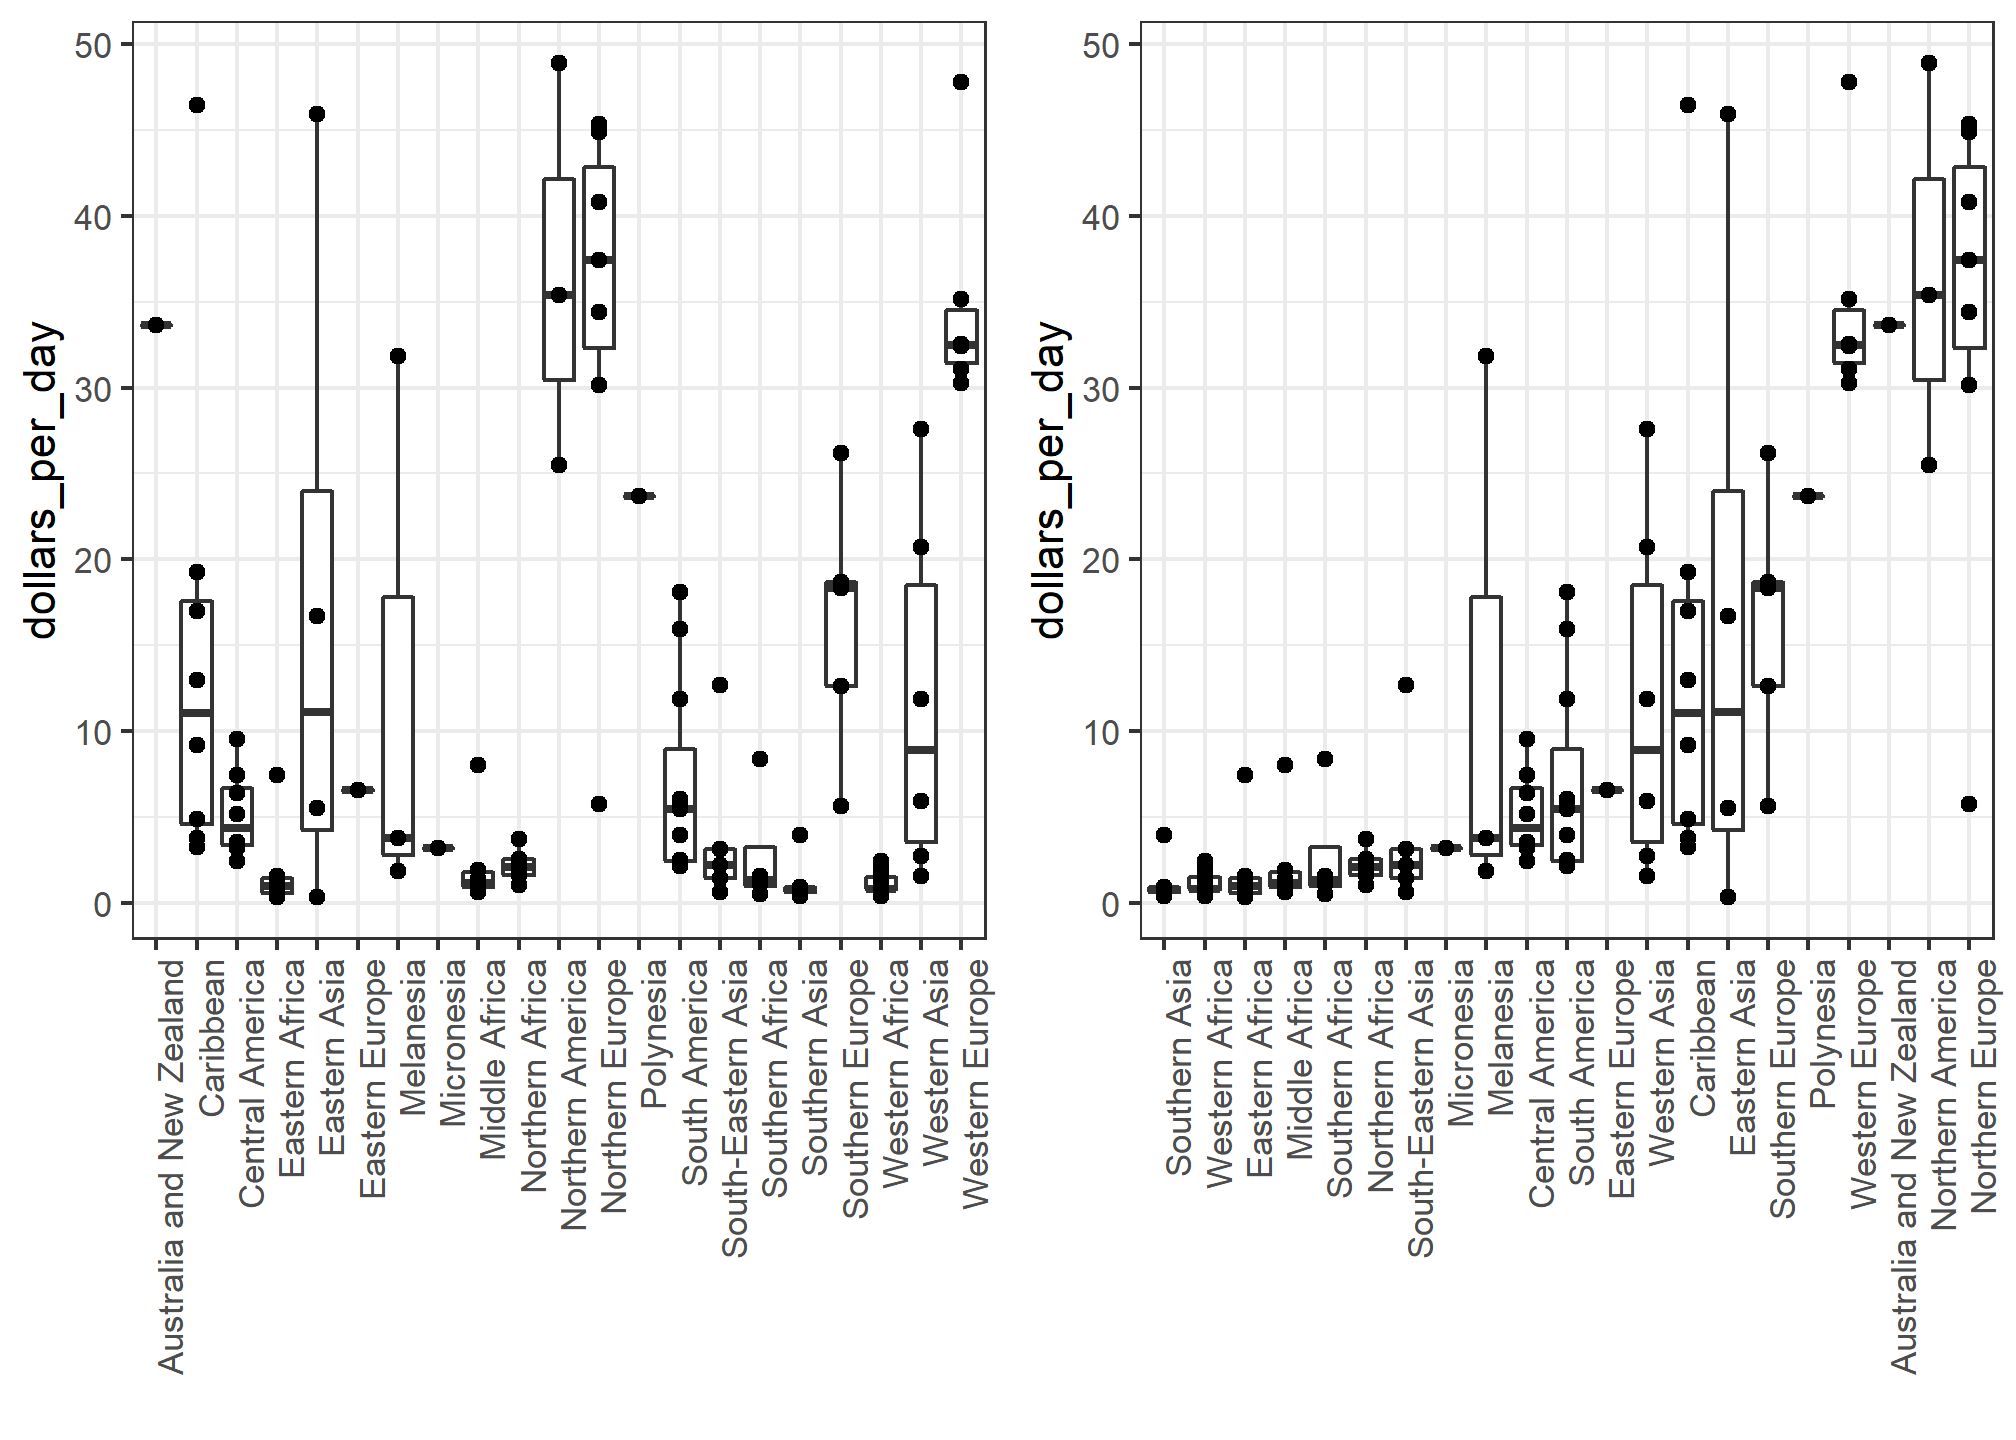 dollars_per_day
50
40
30
20
10
0
Australia and New Zealand
Caribbean
Central America
Eastern Africa
Eastern Asia
Eastern Europe
Melanesia
Micronesia
Middle Africa
Northern Africa
Northern America
Northern Europe
Polynesia
South America
South-Eastern Asia
Southern Africa
Southern Asia
Southern Europe
Western Africa
Western Asia
Western Europe
dollars_per_day
50
40
30
20
10
0
Southern Asia
Western Africa
Eastern Africa
Middle Africa
Southern Africa
Northern Africa
South-Eastern Asia
Micronesia
Melanesia
Central America
South America
Eastern Europe
Western Asia
Caribbean
Eastern Asia
Southern Europe
Polynesia
Western Europe
Australia and New Zealand
Northern America
Northern Europe